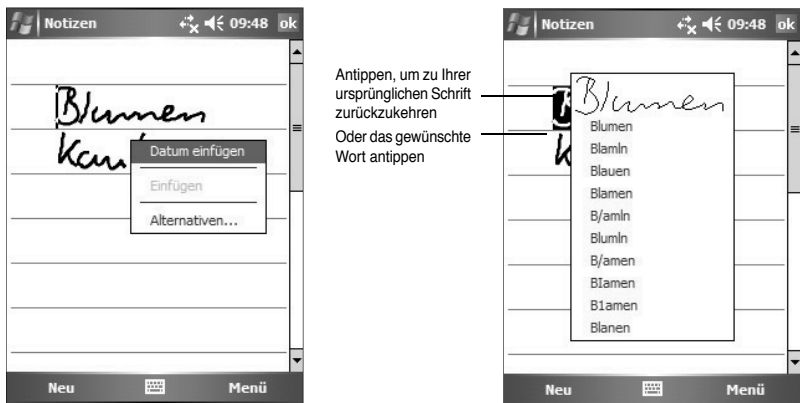 Notizen 09:48 ok
Blumen
Kau
Datum einfügen
Einfügen
Alternativen...
Neu Menü
Antippen, um zu Ihrer
ursprünglichen Schrift
zurückzukehren
Oder das gewünschte
Wort antippen
Notizen 09:48 ok
Blumen
Blumen
Blamln
Blauen
Blamen
B/amln
Blumln
B/amen
BIamen
B1amen
Blanen
Neu Menü